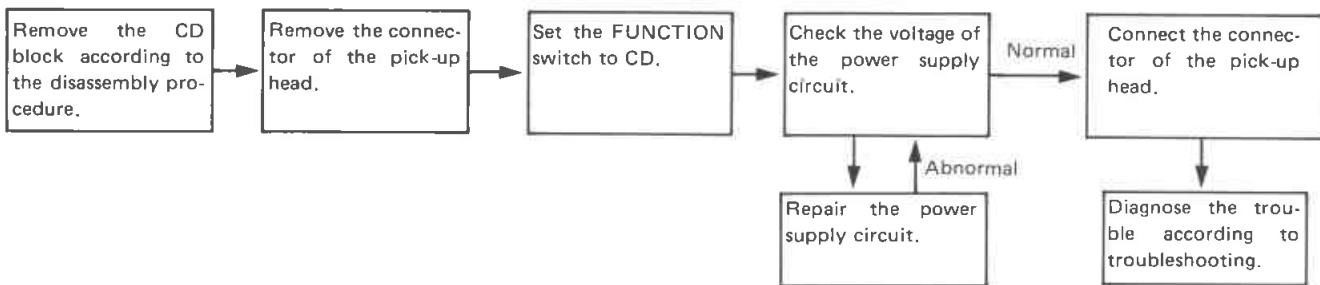 Remove the CD
block according to
the disassembly pro-
cedure.
Remove the connec-
tor of the pick-up
head.
Set the FUNCTION
switch to CD.
Check the voltage of
the power supply
circuit.
Normal
Connect the connec-
tor of the pick-up
head.
Abnormal
Repair the power
supply circuit.
Diagnose the trou-
ble according to
troubleshooting.